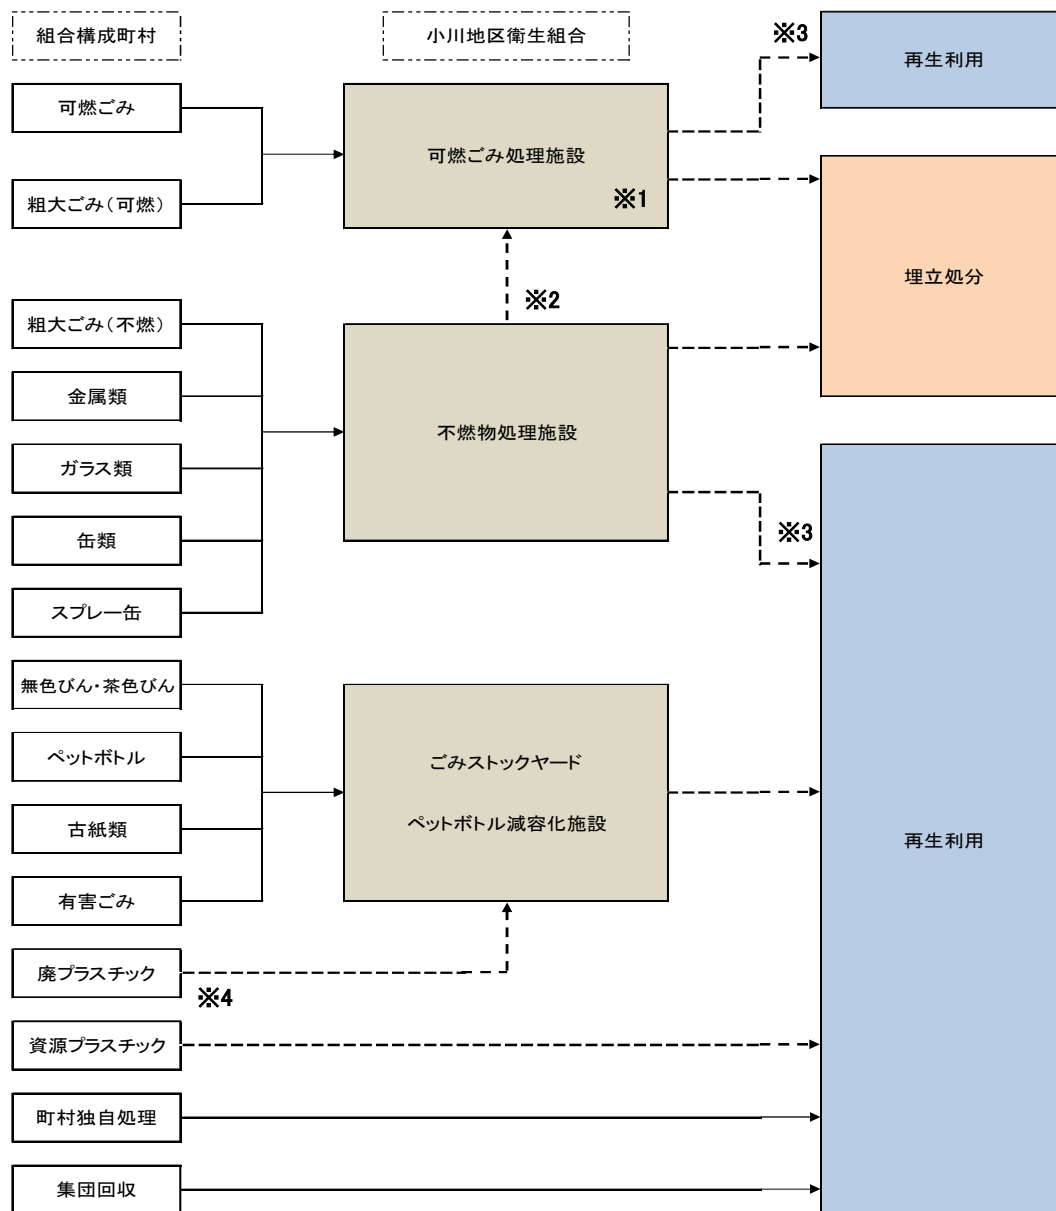 組合構成町村
小川地区衛生組合
※3
再生利用
可燃ごみ
可燃ごみ処理施設
粗大ごみ(可燃)
※1
埋立処分
※2
粗大ごみ(不燃)
金属類
不燃物処理施設
ガラス類
缶類
※3
スプレー缶
無色びん・茶色びん
ペットボトル
ごみストックヤード
ペットボトル減容化施設
古紙類
再生利用
有害ごみ
廃プラスチック
※4
資源プラスチック
町村独自処理
集団回収